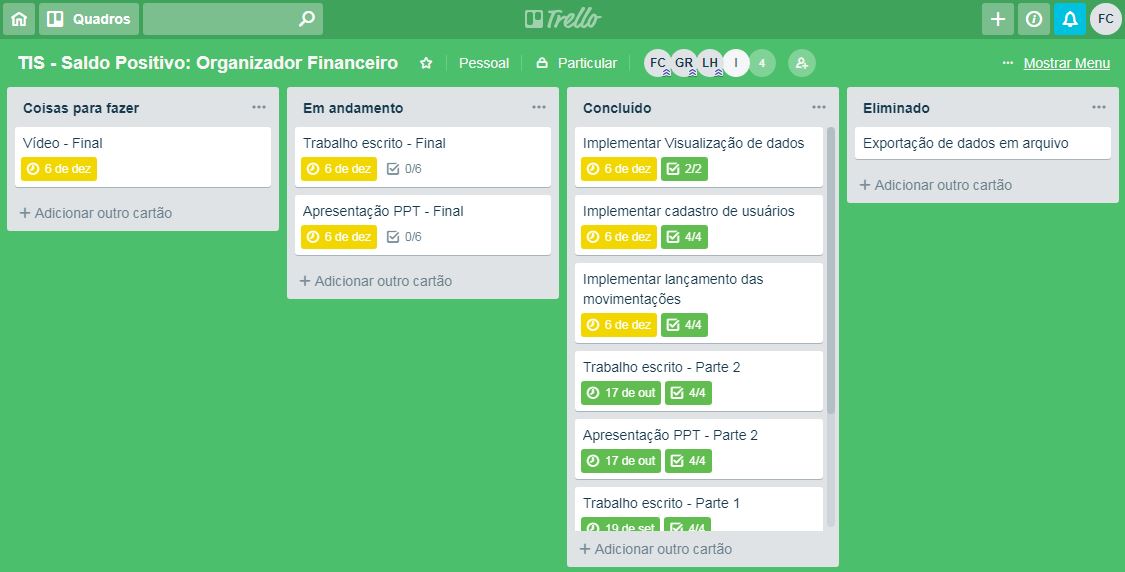 Quadros
Trello
FC
TIS - Saldo Positivo: Organizador Financeiro
Pessoal
Particular
FC GR LH I 4
Mostrar Menu
Coisas para fazer
Vídeo - Final
6 de dez
+ Adicionar outro cartão
Em andamento
Trabalho escrito - Final
6 de dez 0/6
Apresentação PPT - Final
6 de dez 0/6
+ Adicionar outro cartão
Concluído
Implementar Visualização de dados
6 de dez 2/2
Implementar cadastro de usuários
6 de dez 4/4
Implementar lançamento das
movimentações
6 de dez 4/4
Trabalho escrito - Parte 2
17 de out 4/4
Apresentação PPT - Parte 2
17 de out 4/4
Trabalho escrito - Parte 1
19 de set 4/4
+ Adicionar outro cartão
Eliminado
Exportação de dados em arquivo
+ Adicionar outro cartão